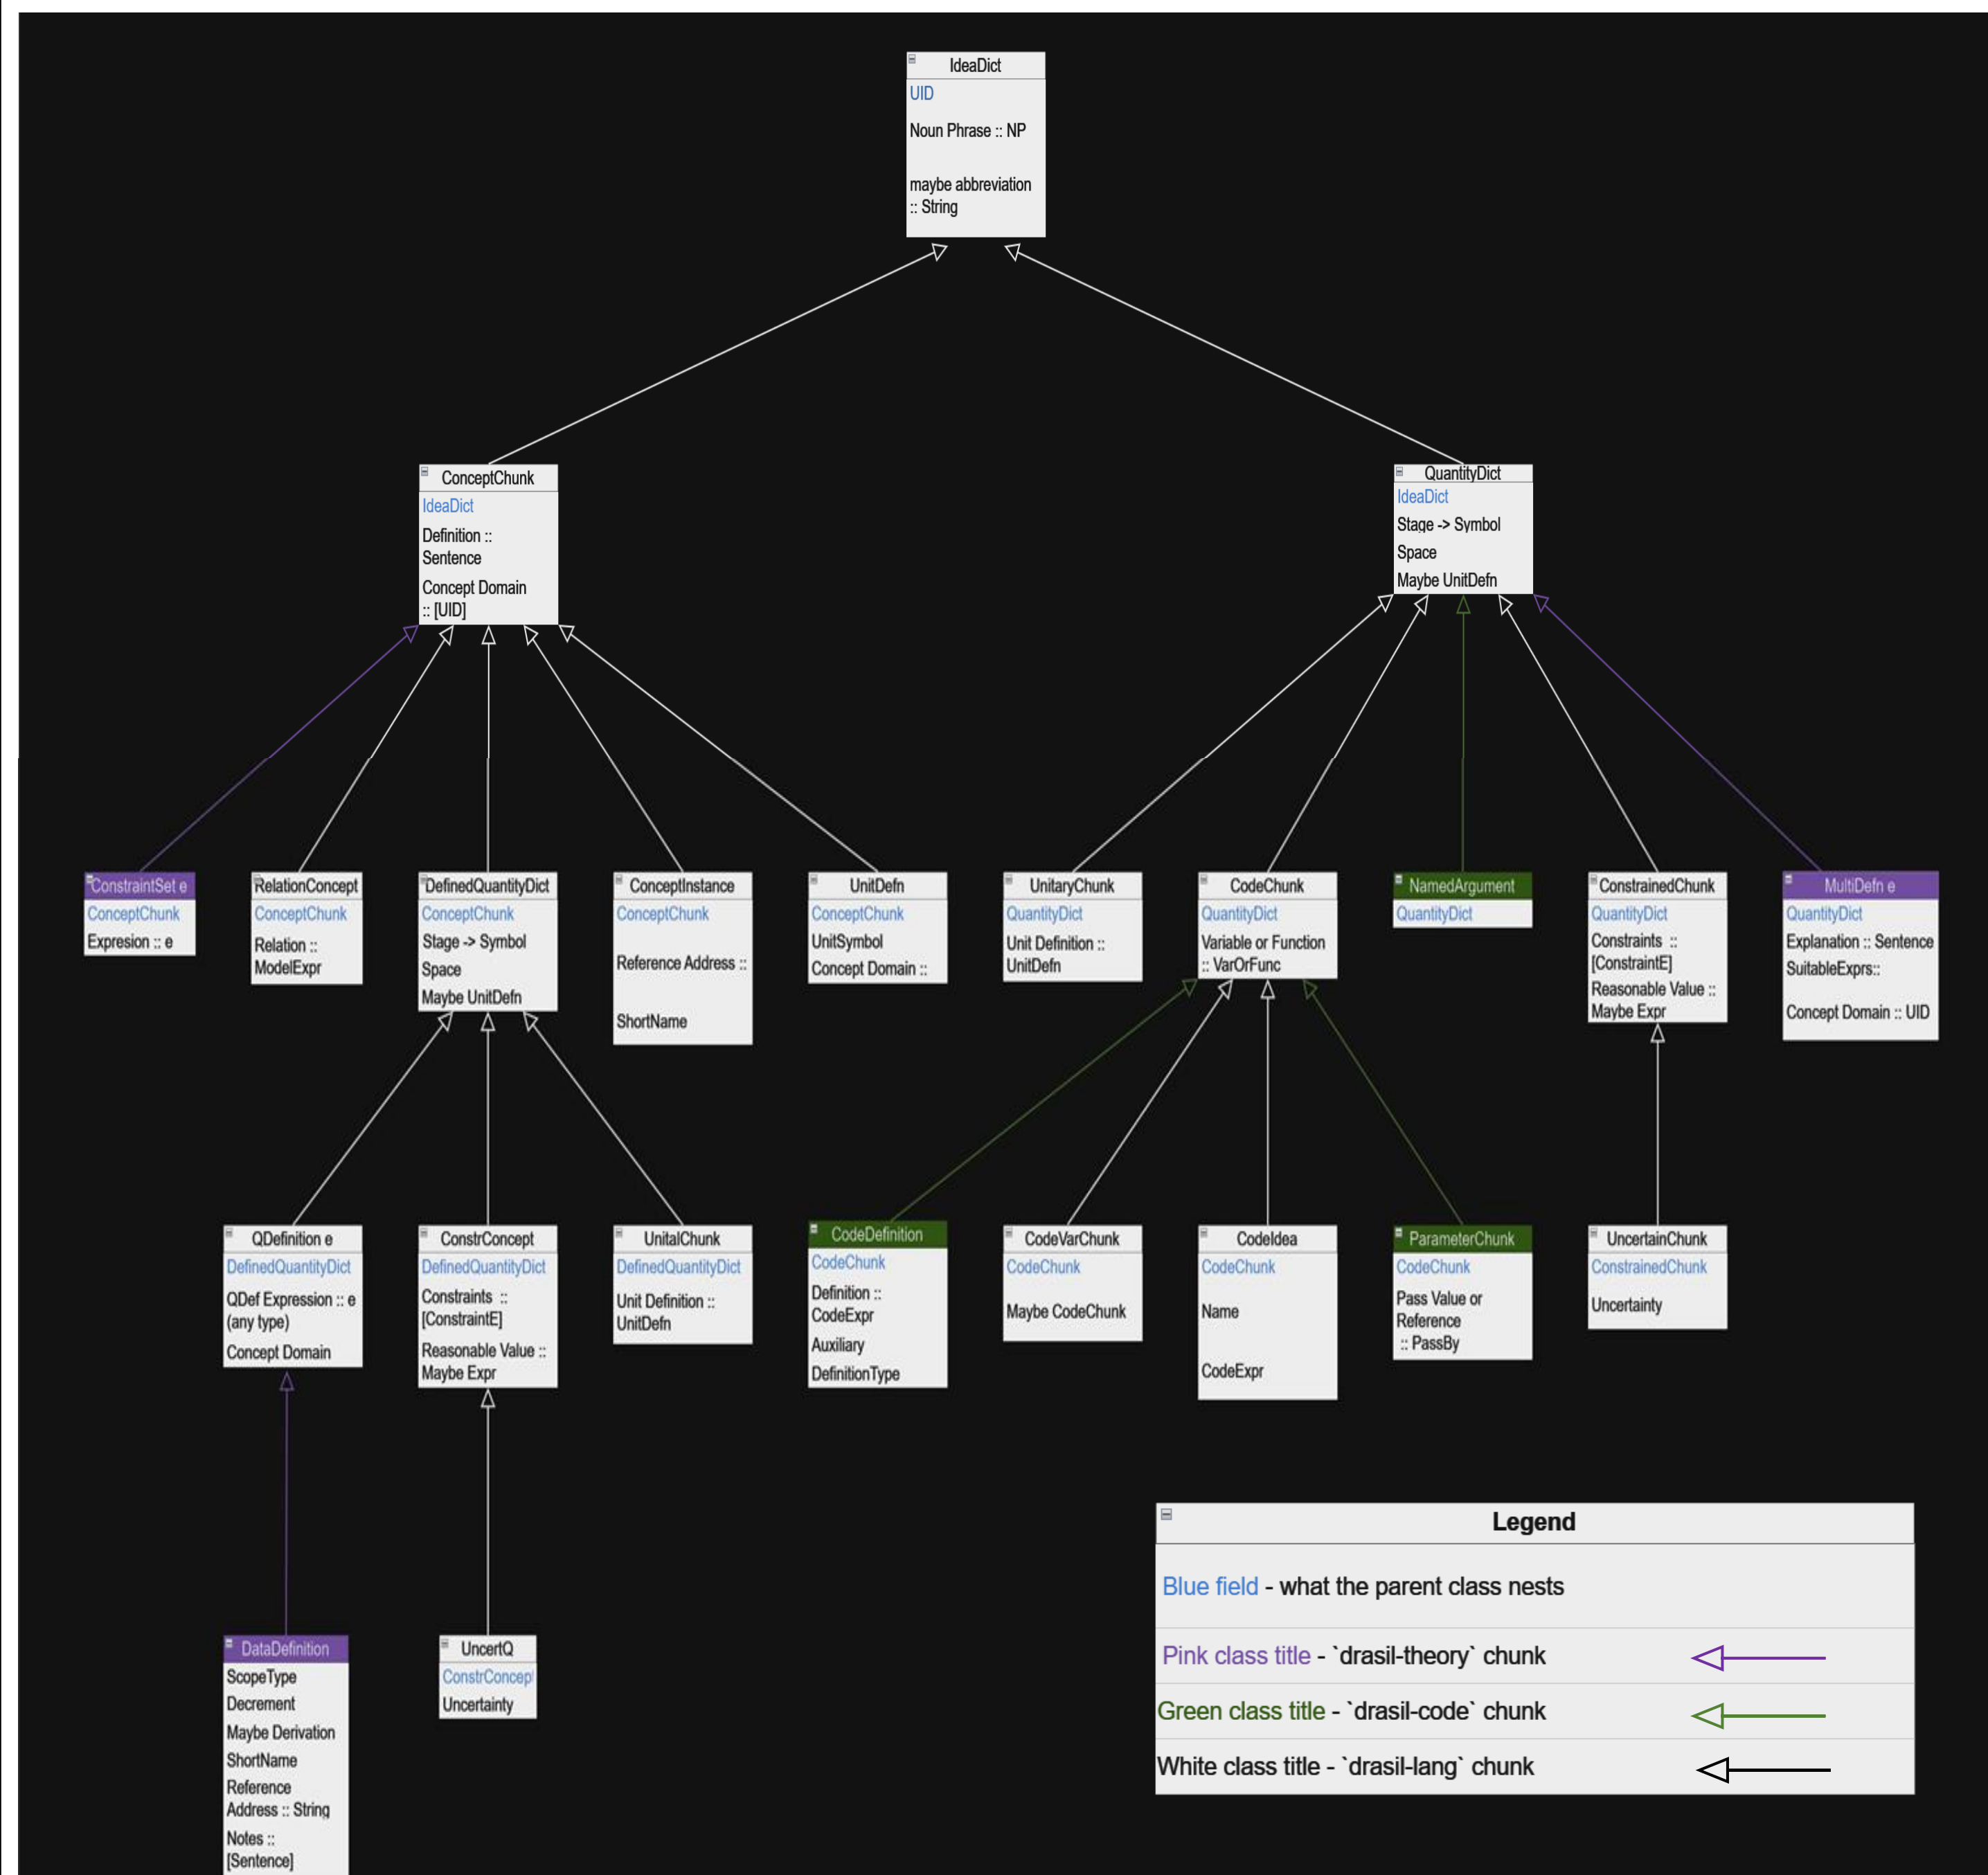 IdeaDict
UID
Noun Phrase :: NP
maybe abbreviation
:: String
ConceptChunk
IdeaDict
Definition ::
Sentence
Concept Domain
:: [UID]
QuantityDict
IdeaDict
Stage -> Symbol
Space
Maybe UnitDefn
ConstraintSet e
ConceptChunk
Expresion :: e
RelationConcept
ConceptChunk
Relation ::
ModelExpr
DefinedQuantityDict
ConceptChunk
Stage -> Symbol
Space
Maybe UnitDefn
ConceptInstance
ConceptChunk
Reference Address ::
ShortName
UnitDefn
ConceptChunk
UnitSymbol
Concept Domain ::
UnitaryChunk
QuantityDict
Unit Definition ::
UnitDefn
CodeChunk
QuantityDict
Variable or Function
:: VarOrFunc
NamedArgument
QuantityDict
ConstrainedChunk
QuantityDict
Constraints ::
[ConstraintE]
Reasonable Value ::
Maybe Expr
MultiDefn e
QuantityDict
Explanation :: Sentence
SuitableExprs::
Concept Domain :: UID
QDefinition e
DefinedQuantityDict
QDef Expression :: e
(any type)
Concept Domain
ConstrConcept
DefinedQuantityDict
Constraints ::
[ConstraintE]
Reasonable Value ::
Maybe Expr
UnitalChunk
DefinedQuantityDict
Unit Definition ::
UnitDefn
CodeDefinition
CodeChunk
Definition ::
CodeExpr
Auxiliary
DefinitionType
CodeVarChunk
CodeChunk
Maybe CodeChunk
CodeIdea
CodeChunk
Name
CodeExpr
ParameterChunk
CodeChunk
Pass Value or
Reference
:: PassBy
UncertainChunk
ConstrainedChunk
Uncertainty
DataDefinition
ScopeType
Decrement
Maybe Derivation
ShortName
Reference
Address :: String
Notes ::
[Sentence]
UncertQ
ConstrConcep
Uncertainty
Legend
Blue field - what the parent class nests
Pink class title - `drasil-theory` chunk
Green class title - `drasil-code` chunk
White class title - `drasil-lang` chunk